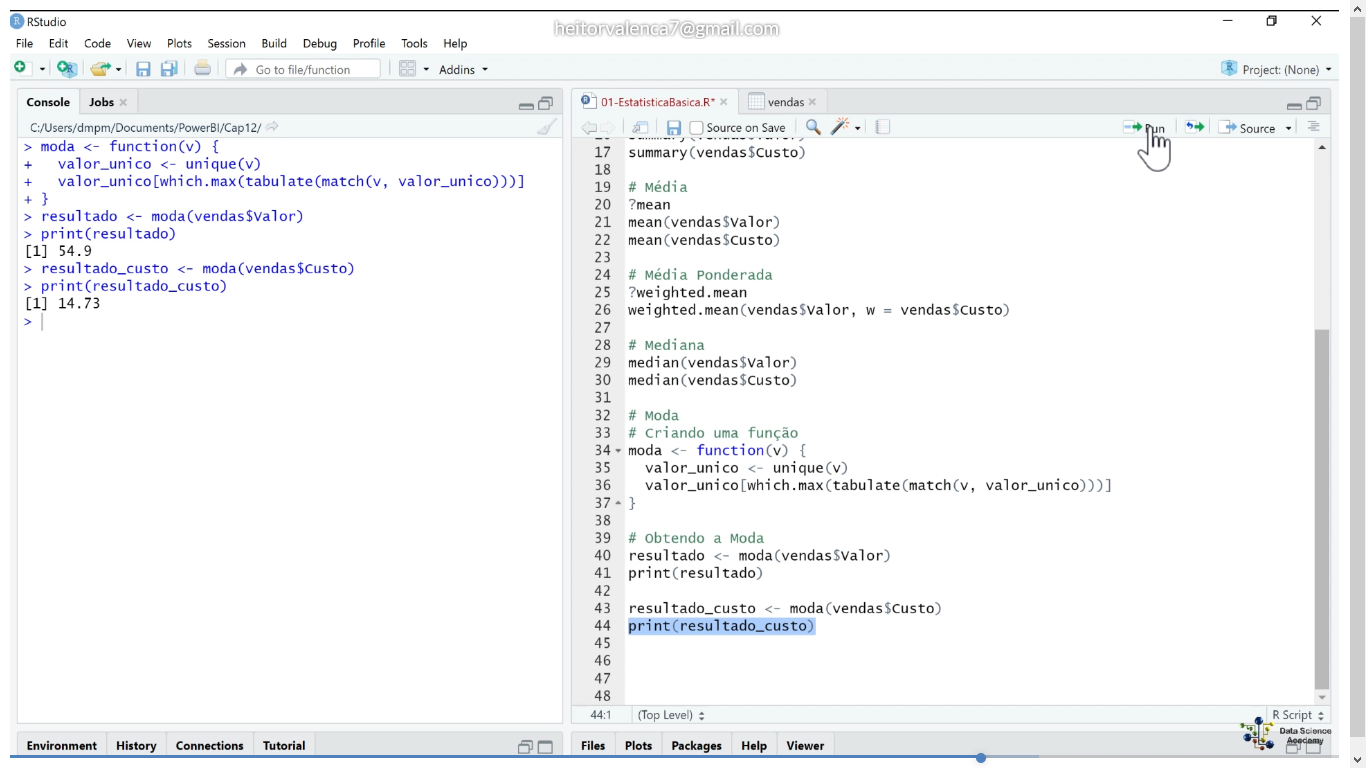 RStudio
heitorvalenca7@gmail.com
File Edit Code View Plots Session Build Debug Profile Tools Help
Go to file/function
Addins
Project: (None)
Console Jobs
C:/Users/dmpm/Documents/PowerBI/Cap12/
> moda <- function(v) {
+   valor_unico <- unique(v)
+   valor_unico[which.max(tabulate(match(v, valor_unico)))]
+ }
> resultado <- moda(vendas$Valor)
> print(resultado)
[1] 54.9
> resultado_custo <- moda(vendas$Custo)
> print(resultado_custo)
[1] 14.73
>
01-EstatisticaBasica.R* vendas
Source on Save Run Source
17 summary(vendas$Custo)
18
19 # Média
20 ?mean
21 mean(vendas$Valor)
22 mean(vendas$Custo)
23
24 # Média Ponderada
25 ?weighted.mean
26 weighted.mean(vendas$Valor, w = vendas$Custo)
27
28 # Mediana
29 median(vendas$Valor)
30 median(vendas$Custo)
31
32 # Moda
33 # Criando uma função
34 moda <- function(v) {
35   valor_unico <- unique(v)
36   valor_unico[which.max(tabulate(match(v, valor_unico)))]
37 }
38
39 # Obtendo a Moda
40 resultado <- moda(vendas$Valor)
41 print(resultado)
42
43 resultado_custo <- moda(vendas$Custo)
44 print(resultado_custo)
45
46
47
48
44:1 (Top Level) R Script
Environment History Connections Tutorial
Files Plots Packages Help Viewer
Data Science
Academy